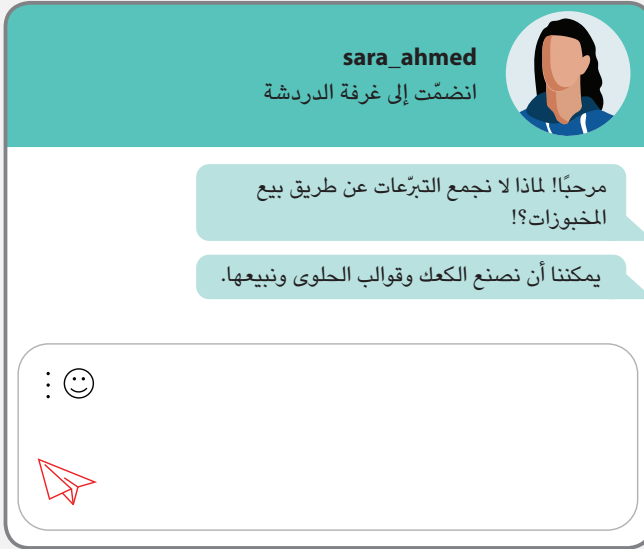 sara_ahmed
انضمّت إلى غرفة الدردشة
مرحبًا! لماذا لا نجمع التبرّعات عن طريق بيع
المخبوزات؟!
يمكننا أن نصنع الكعك وقوالب الحلوى ونبيعها.